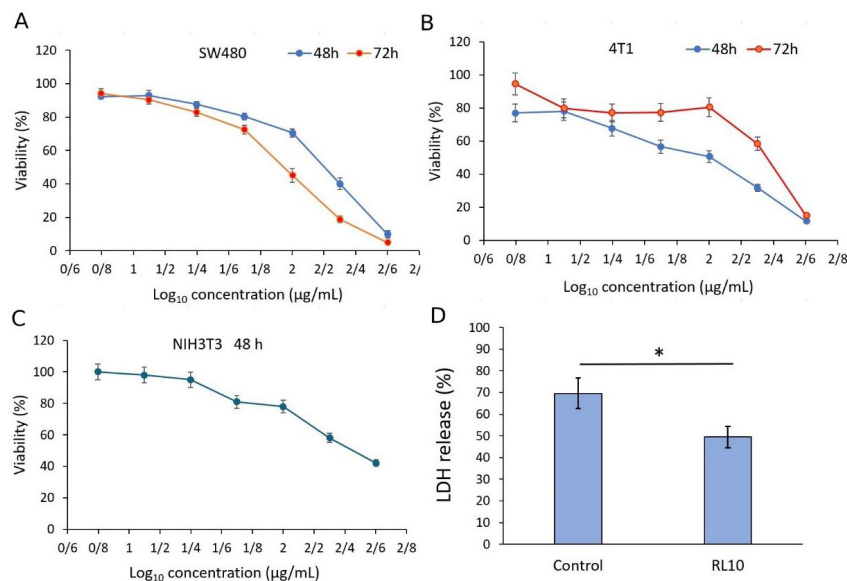 A
SW480
48h
72h
120
100
80
60
40
20
0
Viability (%)
0/6 0/8 1 1/2 1/4 1/6 1/8 2 2/2 2/4 2/6 2/
Log10 concentration (µg/mL)
B
4T1
48h
72h
120
100
80
60
40
20
0
Viability (%)
0/6 0/8 1 1/2 1/4 1/6 1/8 2 2/2 2/4 2/6 2/8
Log10 concentration (µg/mL)
C
NIH3T3 48 h
120
100
80
60
40
20
0
Viability (%)
0/6 0/8 1 1/2 1/4 1/6 1/8 2 2/2 2/4 2/6 2/8
Log10 concentration (µg/mL)
D
100
90
80
70
60
50
40
30
20
10
0
LDH release (%)
*
Control RL10